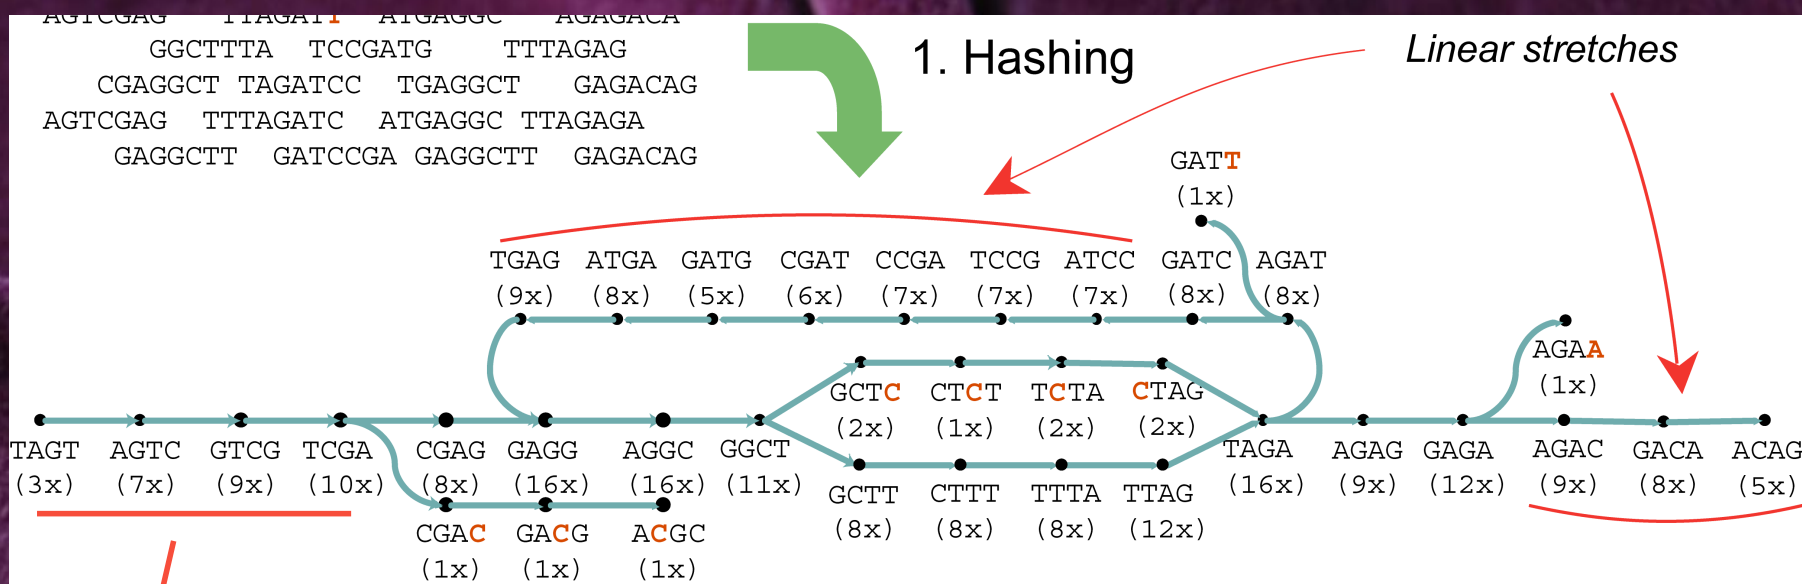 AGTCGAG TTAGATT ATGAGGC AGAGACA
GGCTTTA TCCGATG TTTAGAG
CGAGGCT TAGATCC TGAGGCT GAGACAG
AGTCGAG TTTAGATC ATGAGGC TTAGAGA
GAGGCTT GATCCGA GAGGCTT GAGACAG
1. Hashing
Linear stretches
GATT
(1x)
TGAG ATGA GATG CGAT CCGA TCCG ATCC GATC AGAT
(9x) (8x) (5x) (6x) (7x) (7x) (7x) (8x) (8x)
AGAA
(1x)
GCTC CTCT TCTA CTAG
(2x) (1x) (2x) (2x)
TAGT AGTC GTCG TCGA CGAG GAGG AGGC GGCT TAGA AGAG GAGA AGAC GACA ACAG
(3x) (7x) (9x) (10x) (8x) (16x) (16x) (11x) (16x) (9x) (12x) (9x) (8x) (5x)
GCTT CTTT TTTA TTAG
(8x) (8x) (8x) (12x)
CGAC GACG ACGC
(1x) (1x) (1x)